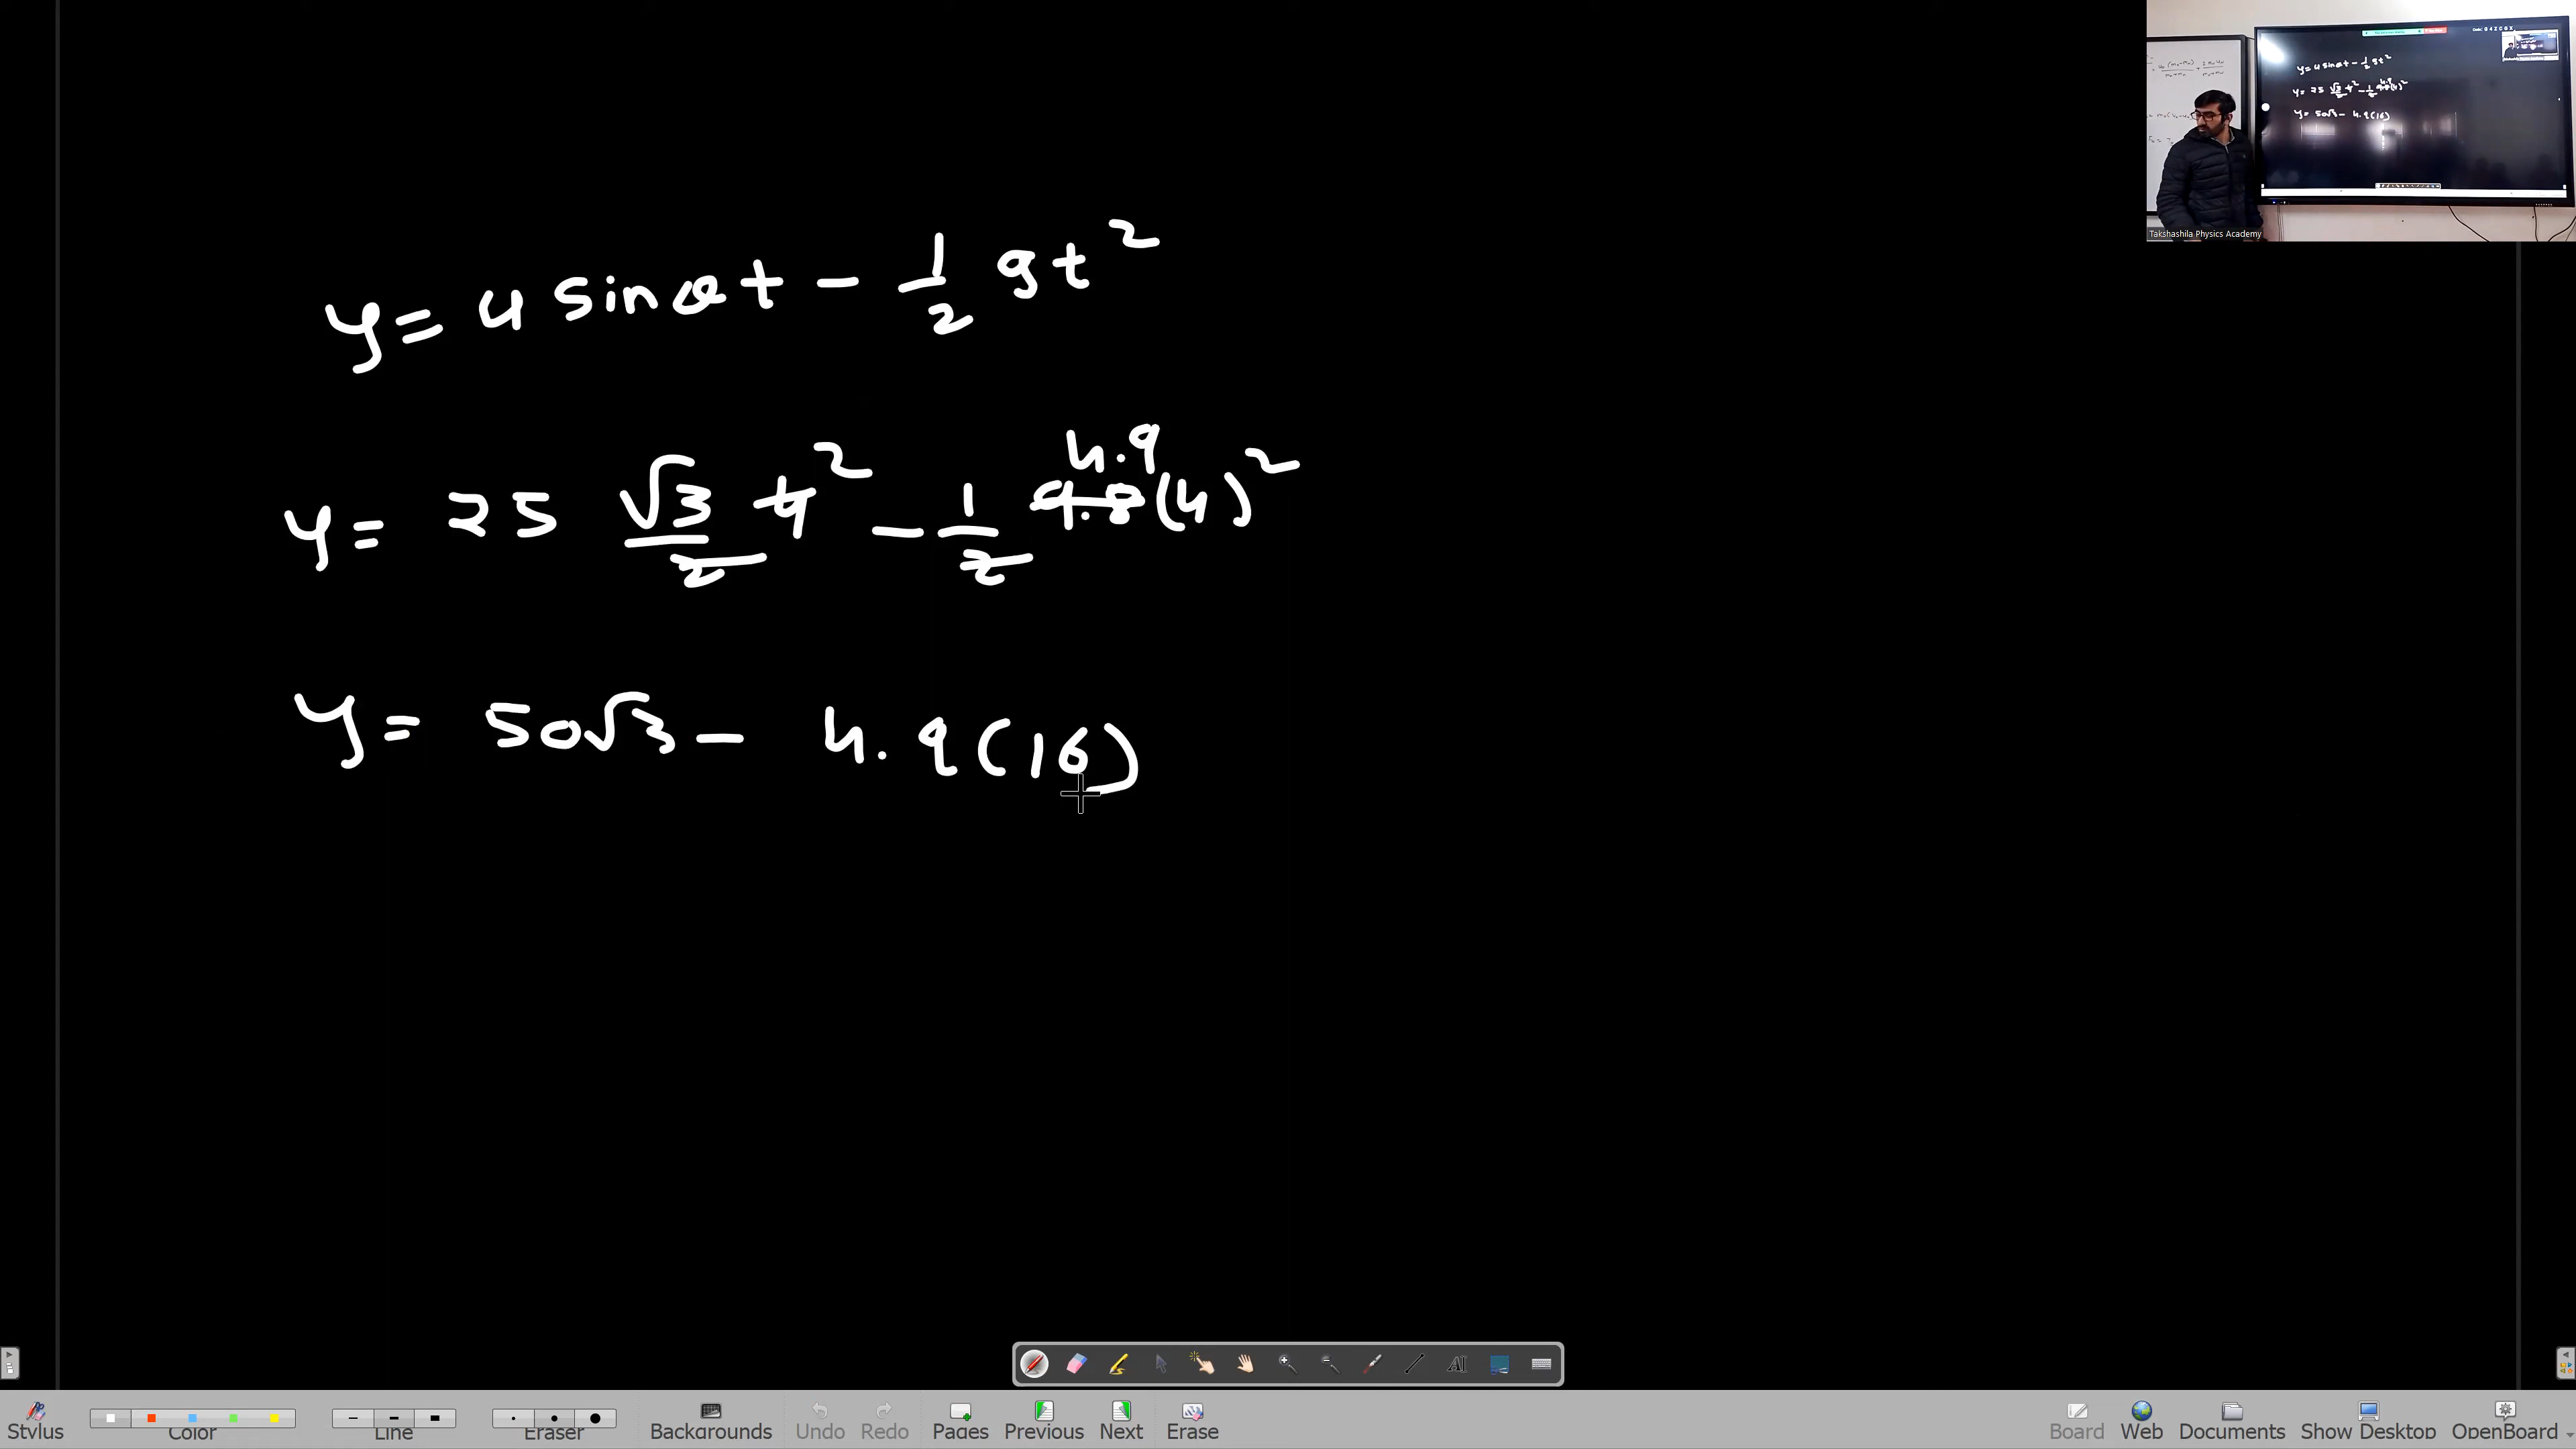 Takshashila Physics Academy
y = u sinθ t - 1/2 gt²
y = 25 √3/2 4 2 - 1/2 9.8 4.9 (4)²
y = 50√3 - 4.9(16)
Stylus Color Line Eraser Backgrounds Undo Redo Pages Previous Next Erase Board Web Documents Show Desktop OpenBoard